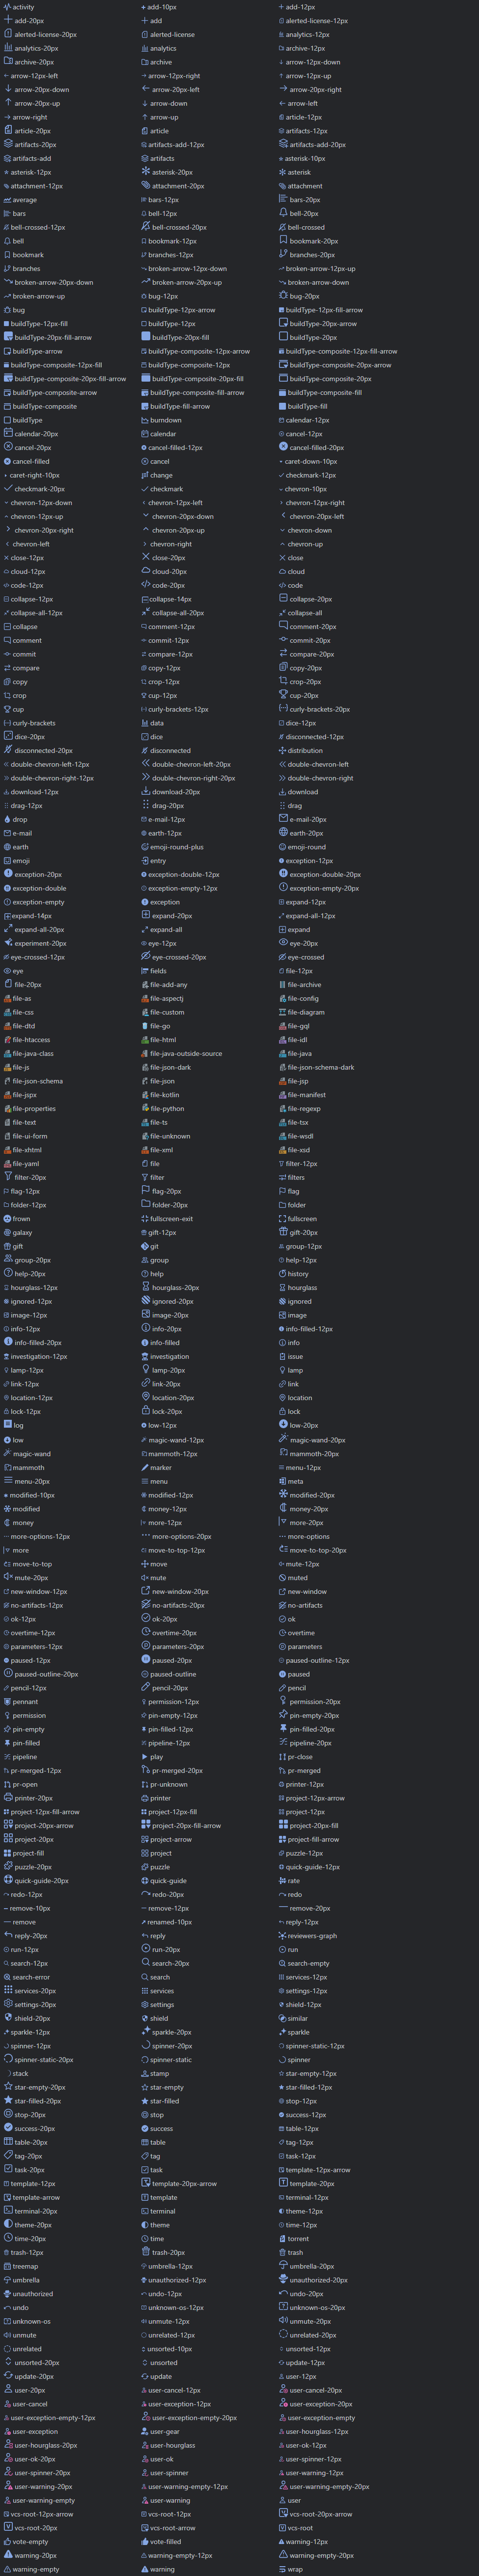 activity add-10px add-12px
add-20px add alerted-license-12px
alerted-license-20px alerted-license analytics-12px
analytics-20px analytics archive-12px
archive-20px archive arrow-12px-down
arrow-12px-left arrow-12px-right arrow-12px-up
arrow-20px-down arrow-20px-left arrow-20px-right
arrow-20px-up arrow-down arrow-left
arrow-right arrow-up article-12px
article-20px article artifacts-12px
artifacts-20px artifacts-add-12px artifacts-add-20px
artifacts-add artifacts asterisk-10px
asterisk-12px asterisk-20px asterisk
attachment-12px attachment-20px attachment
average bars-12px bars-20px
bars bell-12px bell-20px
bell-crossed-12px bell-crossed-20px bell-crossed
bell bookmark-12px bookmark-20px
bookmark branches-12px branches-20px
branches broken-arrow-12px-down broken-arrow-12px-up
broken-arrow-20px-down broken-arrow-20px-up broken-arrow-down
broken-arrow-up bug-12px bug-20px
bug buildType-12px-arrow buildType-12px-fill-arrow
buildType-12px-fill buildType-12px buildType-20px-arrow
buildType-20px-fill-arrow buildType-20px-fill buildType-20px
buildType-arrow buildType-composite-12px-arrow buildType-composite-12px-fill-arrow
buildType-composite-12px-fill buildType-composite-12px buildType-composite-20px-arrow
buildType-composite-20px-fill-arrow buildType-composite-20px-fill buildType-composite-20px
buildType-composite-arrow buildType-composite-fill-arrow buildType-composite-fill
buildType-composite buildType-fill-arrow buildType-fill
buildType burndown calendar-12px
calendar-20px calendar cancel-12px
cancel-20px cancel-filled-12px cancel-filled-20px
cancel-filled cancel caret-down-10px
caret-right-10px change checkmark-12px
checkmark-20px checkmark chevron-10px
chevron-12px-down chevron-12px-left chevron-12px-right
chevron-12px-up chevron-20px-down chevron-20px-left
chevron-20px-right chevron-20px-up chevron-down
chevron-left chevron-right chevron-up
close-12px close-20px close
cloud-12px cloud-20px cloud
code-12px code-20px code
collapse-12px collapse-14px collapse-20px
collapse-all-12px collapse-all-20px collapse-all
collapse comment-12px comment-20px
comment commit-12px commit-20px
commit compare-12px compare-20px
compare copy-12px copy-20px
copy crop-12px crop-20px
crop cup-12px cup-20px
cup curly-brackets-12px curly-brackets-20px
curly-brackets data dice-12px
dice-20px dice disconnected-12px
disconnected-20px disconnected distribution
double-chevron-left-12px double-chevron-left-20px double-chevron-left
double-chevron-right-12px double-chevron-right-20px double-chevron-right
download-12px download-20px download
drag-12px drag-20px drag
drop e-mail-12px e-mail-20px
e-mail earth-12px earth-20px
earth emoji-round-plus emoji-round
emoji entry exception-12px
exception-20px exception-double-12px exception-double-20px
exception-double exception-empty-12px exception-empty-20px
exception-empty exception expand-12px
expand-14px expand-20px expand-all-12px
expand-all-20px expand-all expand
experiment-20px eye-12px eye-20px
eye-crossed-12px eye-crossed-20px eye-crossed
eye fields file-12px
file-20px file-add-any file-archive
file-as file-aspectj file-config
file-css file-custom file-diagram
file-dtd file-go file-gql
file-htaccess file-html file-idl
file-java-class file-java-outside-source file-java
file-js file-json-dark file-json-schema-dark
file-json-schema file-json file-jsp
file-jspx file-kotlin file-manifest
file-properties file-python file-regexp
file-text file-ts file-tsx
file-ui-form file-unknown file-wsdl
file-xhtml file-xml file-xsd
file-yaml file filter-12px
filter-20px filter filters
flag-12px flag-20px flag
folder-12px folder-20px folder
frown fullscreen-exit fullscreen
galaxy gift-12px gift-20px
gift git group-12px
group-20px group help-12px
help-20px help history
hourglass-12px hourglass-20px hourglass
ignored-12px ignored-20px ignored
image-12px image-20px image
info-12px info-20px info-filled-12px
info-filled-20px info-filled info
investigation-12px investigation issue
lamp-12px lamp-20px lamp
link-12px link-20px link
location-12px location-20px location
lock-12px lock-20px lock
log low-12px low-20px
low magic-wand-12px magic-wand-20px
magic-wand mammoth-12px mammoth-20px
mammoth marker menu-12px
menu-20px menu meta
modified-10px modified-12px modified-20px
modified money-12px money-20px
money more-12px more-20px
more-options-12px more-options-20px more-options
more move-to-top-12px move-to-top-20px
move-to-top move mute-12px
mute-20px mute muted
new-window-12px new-window-20px new-window
no-artifacts-12px no-artifacts-20px no-artifacts
ok-12px ok-20px ok
overtime-12px overtime-20px overtime
parameters-12px parameters-20px parameters
paused-12px paused-20px paused-outline-12px
paused-outline-20px paused-outline paused
pencil-12px pencil-20px pencil
pennant permission-12px permission-20px
permission pin-empty-12px pin-empty-20px
pin-empty pin-filled-12px pin-filled-20px
pin-filled pipeline-12px pipeline-20px
pipeline play pr-close
pr-merged-12px pr-merged-20px pr-merged
pr-open pr-unknown printer-12px
printer-20px printer project-12px-arrow
project-12px-fill-arrow project-12px-fill project-12px
project-20px-arrow project-20px-fill-arrow project-20px-fill
project-20px project-arrow project-fill-arrow
project-fill project puzzle-12px
puzzle-20px puzzle quick-guide-12px
quick-guide-20px quick-guide rate
redo-12px redo-20px redo
remove-10px remove-12px remove-20px
remove renamed-10px reply-12px
reply-20px reply reviewers-graph
run-12px run-20px run
search-12px search-20px search-empty
search-error search services-12px
services-20px services settings-12px
settings-20px settings shield-12px
shield-20px shield similar
sparkle-12px sparkle-20px sparkle
spinner-12px spinner-20px spinner-static-12px
spinner-static-20px spinner-static spinner
stack stamp star-empty-12px
star-empty-20px star-empty star-filled-12px
star-filled-20px star-filled stop-12px
stop-20px stop success-12px
success-20px success table-12px
table-20px table tag-12px
tag-20px tag task-12px
task-20px task template-12px-arrow
template-12px template-20px-arrow template-20px
template-arrow template terminal-12px
terminal-20px terminal theme-12px
theme-20px theme time-12px
time-20px time torrent
trash-12px trash-20px trash
treemap umbrella-12px umbrella-20px
umbrella unauthorized-12px unauthorized-20px
unauthorized undo-12px undo-20px
undo unknown-os-12px unknown-os-20px
unknown-os unmute-12px unmute-20px
unmute unrelated-12px unrelated-20px
unrelated unsorted-10px unsorted-12px
unsorted-20px unsorted update-12px
update-20px update user-12px
user-20px user-cancel-12px user-cancel-20px
user-cancel user-exception-12px user-exception-20px
user-exception-empty-12px user-exception-empty-20px user-exception-empty
user-exception user-gear user-hourglass-12px
user-hourglass-20px user-hourglass user-ok-12px
user-ok-20px user-ok user-spinner-12px
user-spinner-20px user-spinner user-warning-12px
user-warning-20px user-warning-empty-12px user-warning-empty-20px
user-warning-empty user-warning user
vcs-root-12px-arrow vcs-root-12px vcs-root-20px-arrow
vcs-root-20px vcs-root-arrow vcs-root
vote-empty vote-filled warning-12px
warning-20px warning-empty-12px warning-empty-20px
warning-empty warning wrap